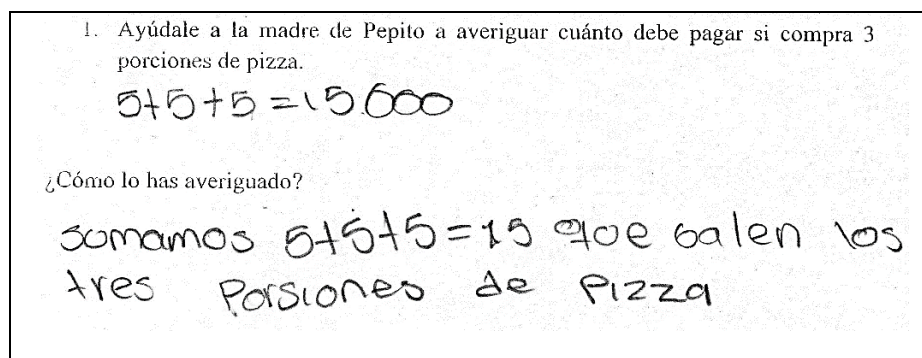 1. Ayúdale a la madre de Pepito a averiguar cuánto debe pagar si compra 3
porciones de pizza.
5+5+5=15.000
¿Cómo lo has averiguado?
somamos 5+5+5=15 que balen los
tres Porsiones de Pizza